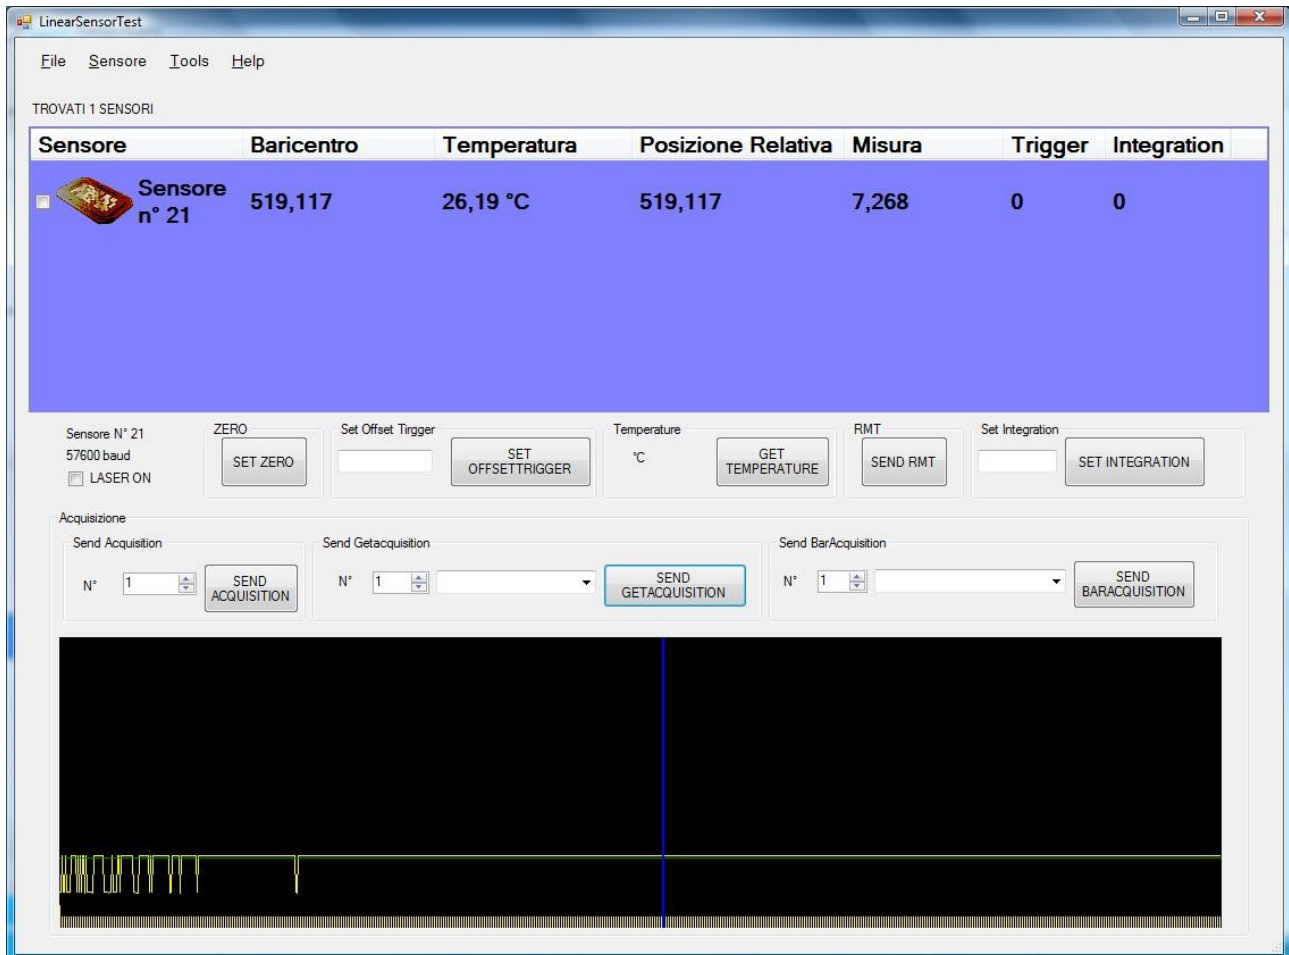 LinearSensorTest
File Sensore Tools Help
TROVATI 1 SENSORI
Sensore Baricentro Temperatura Posizione Relativa Misura Trigger Integration
Sensore
n° 21 519,117 26,19 °C 519,117 7,268 0 0
Sensore N° 21
57600 baud
LASER ON
ZERO
SET ZERO
Set Offset Tirgger
SET
OFFSETTRIGGER
Temperature
°C
GET
TEMPERATURE
RMT
SEND RMT
Set Integration
SET INTEGRATION
Acquisizione
Send Acquisition
N° 1
SEND
ACQUISITION
Send Getacquisition
N° 1
SEND
GETACQUISITION
Send BarAcquisition
N° 1
SEND
BARACQUISITION